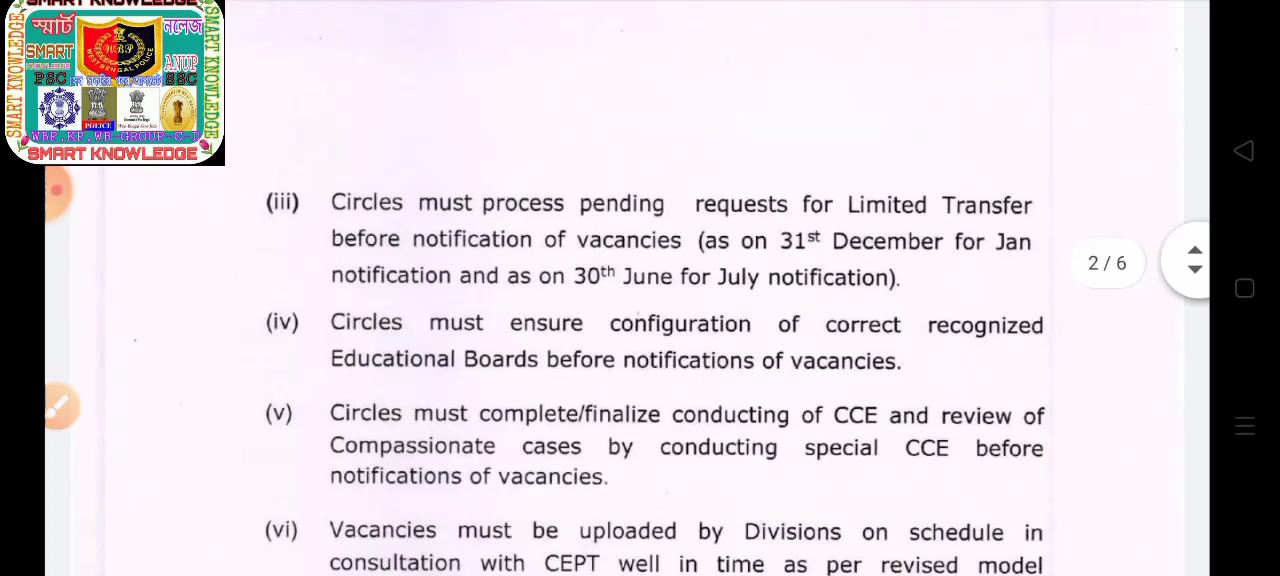 SMART KNOWLEDGE
স্মার্ট
নলেজ
SMART
KNOWLEDGE
WBP
WEST BENGAL POLICE
ANUP
PSC
SSC
POLICE
WBP,KP,WB-GROUP-C-D
SMART KNOWLEDGE
SMART KNOWLEDGE
SMART KNOWLEDGE
(iii) Circles must process pending requests for Limited Transfer
before notification of vacancies (as on 31st December for Jan
notification and as on 30th June for July notification).
2 / 6
(iv) Circles must ensure configuration of correct recognized
Educational Boards before notifications of vacancies.
(v) Circles must complete/finalize conducting of CCE and review of
Compassionate cases by conducting special CCE before
notifications of vacancies.
(vi) Vacancies must be uploaded by Divisions on schedule in
consultation with CEPT well in time as per revised model